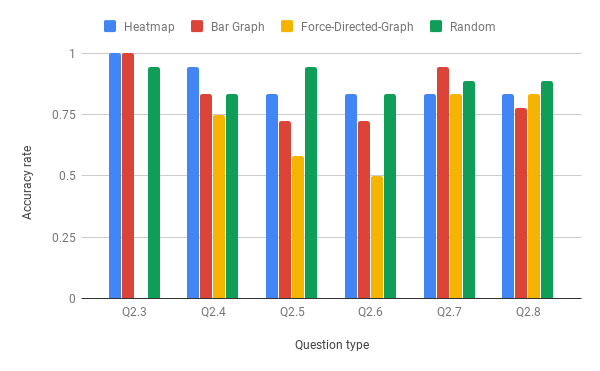 Heatmap Bar Graph Force-Directed-Graph Random
1
0.75
0.5
0.25
0
Accuracy rate
Q2.3 Q2.4 Q2.5 Q2.6 Q2.7 Q2.8
Question type